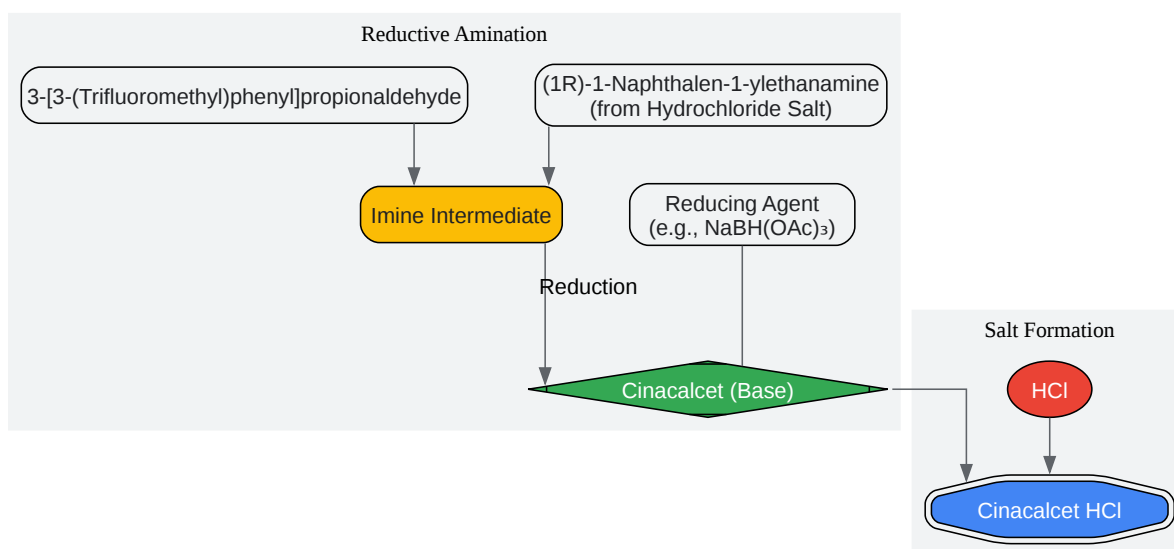 Reductive Amination
3-[3-(Trifluoromethyl)phenyl]propionaldehyde
(1R)-1-Naphthalen-1-ylethanamine
(from Hydrochloride Salt)
Imine Intermediate
Reducing Agent
(e.g., NaBH(OAc)₃)
Reduction
Cinacalcet (Base)
Salt Formation
HCl
Cinacalcet HCl